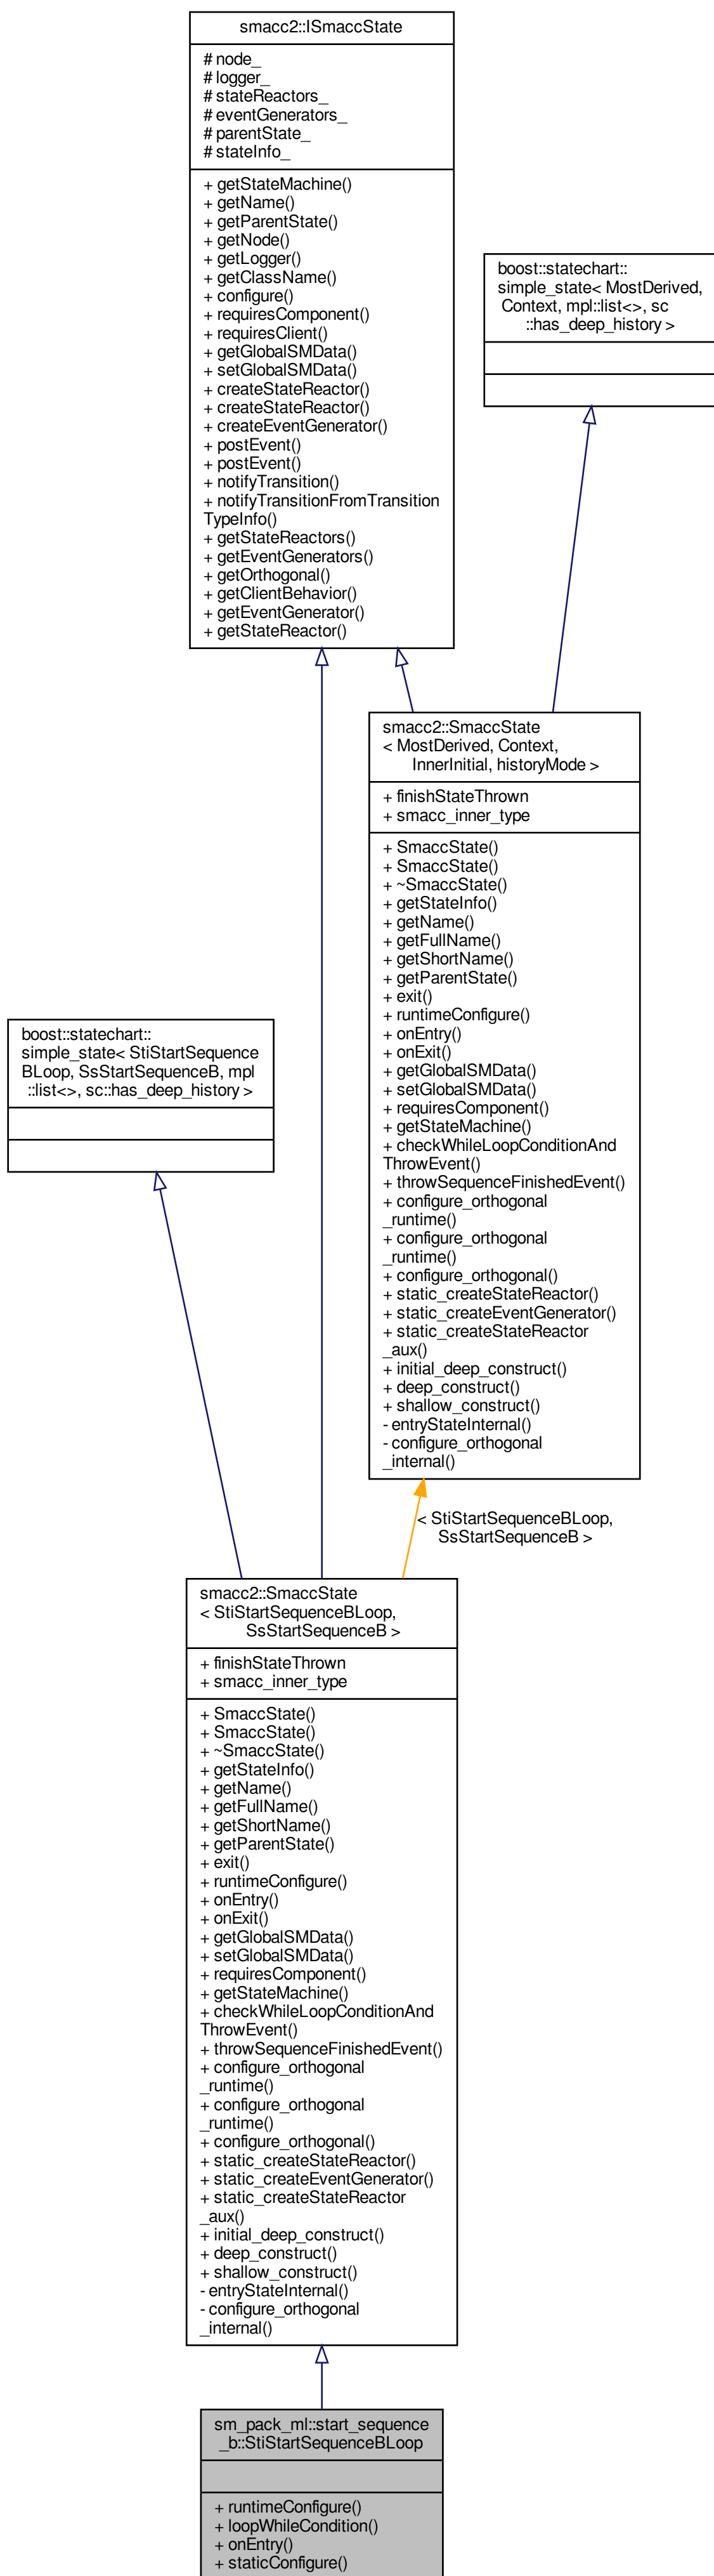 smacc2::ISmaccState
# node_
# logger_
# stateReactors_
# eventGenerators_
# parentState_
# stateInfo_
+ getStateMachine()
+ getName()
+ getParentState()
+ getNode()
+ getLogger()
+ getClassName()
+ configure()
+ requiresComponent()
+ requiresClient()
+ getGlobalSMData()
+ setGlobalSMData()
+ createStateReactor()
+ createStateReactor()
+ createEventGenerator()
+ postEvent()
+ postEvent()
+ notifyTransition()
+ notifyTransitionFromTransition
TypeInfo()
+ getStateReactors()
+ getEventGenerators()
+ getOrthogonal()
+ getClientBehavior()
+ getEventGenerator()
+ getStateReactor()
boost::statechart::
simple_state< MostDerived,
Context, mpl::list<>, sc
::has_deep_history >
smacc2::SmaccState
< MostDerived, Context,
InnerInitial, historyMode >
+ finishStateThrown
+ smacc_inner_type
+ SmaccState()
+ SmaccState()
+ ~SmaccState()
+ getStateInfo()
+ getName()
+ getFullName()
+ getShortName()
+ getParentState()
+ exit()
+ runtimeConfigure()
+ onEntry()
+ onExit()
+ getGlobalSMData()
+ setGlobalSMData()
+ requiresComponent()
+ getStateMachine()
+ checkWhileLoopConditionAnd
ThrowEvent()
+ throwSequenceFinishedEvent()
+ configure_orthogonal
_runtime()
+ configure_orthogonal
_runtime()
+ configure_orthogonal()
+ static_createStateReactor()
+ static_createEventGenerator()
+ static_createStateReactor
_aux()
+ initial_deep_construct()
+ deep_construct()
+ shallow_construct()
- entryStateInternal()
- configure_orthogonal
_internal()
boost::statechart::
simple_state< StiStartSequence
BLoop, SsStartSequenceB, mpl
::list<>, sc::has_deep_history >
< StiStartSequenceBLoop,
SsStartSequenceB >
smacc2::SmaccState
< StiStartSequenceBLoop,
SsStartSequenceB >
+ finishStateThrown
+ smacc_inner_type
+ SmaccState()
+ SmaccState()
+ ~SmaccState()
+ getStateInfo()
+ getName()
+ getFullName()
+ getShortName()
+ getParentState()
+ exit()
+ runtimeConfigure()
+ onEntry()
+ onExit()
+ getGlobalSMData()
+ setGlobalSMData()
+ requiresComponent()
+ getStateMachine()
+ checkWhileLoopConditionAnd
ThrowEvent()
+ throwSequenceFinishedEvent()
+ configure_orthogonal
_runtime()
+ configure_orthogonal
_runtime()
+ configure_orthogonal()
+ static_createStateReactor()
+ static_createEventGenerator()
+ static_createStateReactor
_aux()
+ initial_deep_construct()
+ deep_construct()
+ shallow_construct()
- entryStateInternal()
- configure_orthogonal
_internal()
sm_pack_ml::start_sequence
_b::StiStartSequenceBLoop
+ runtimeConfigure()
+ loopWhileCondition()
+ onEntry()
+ staticConfigure()